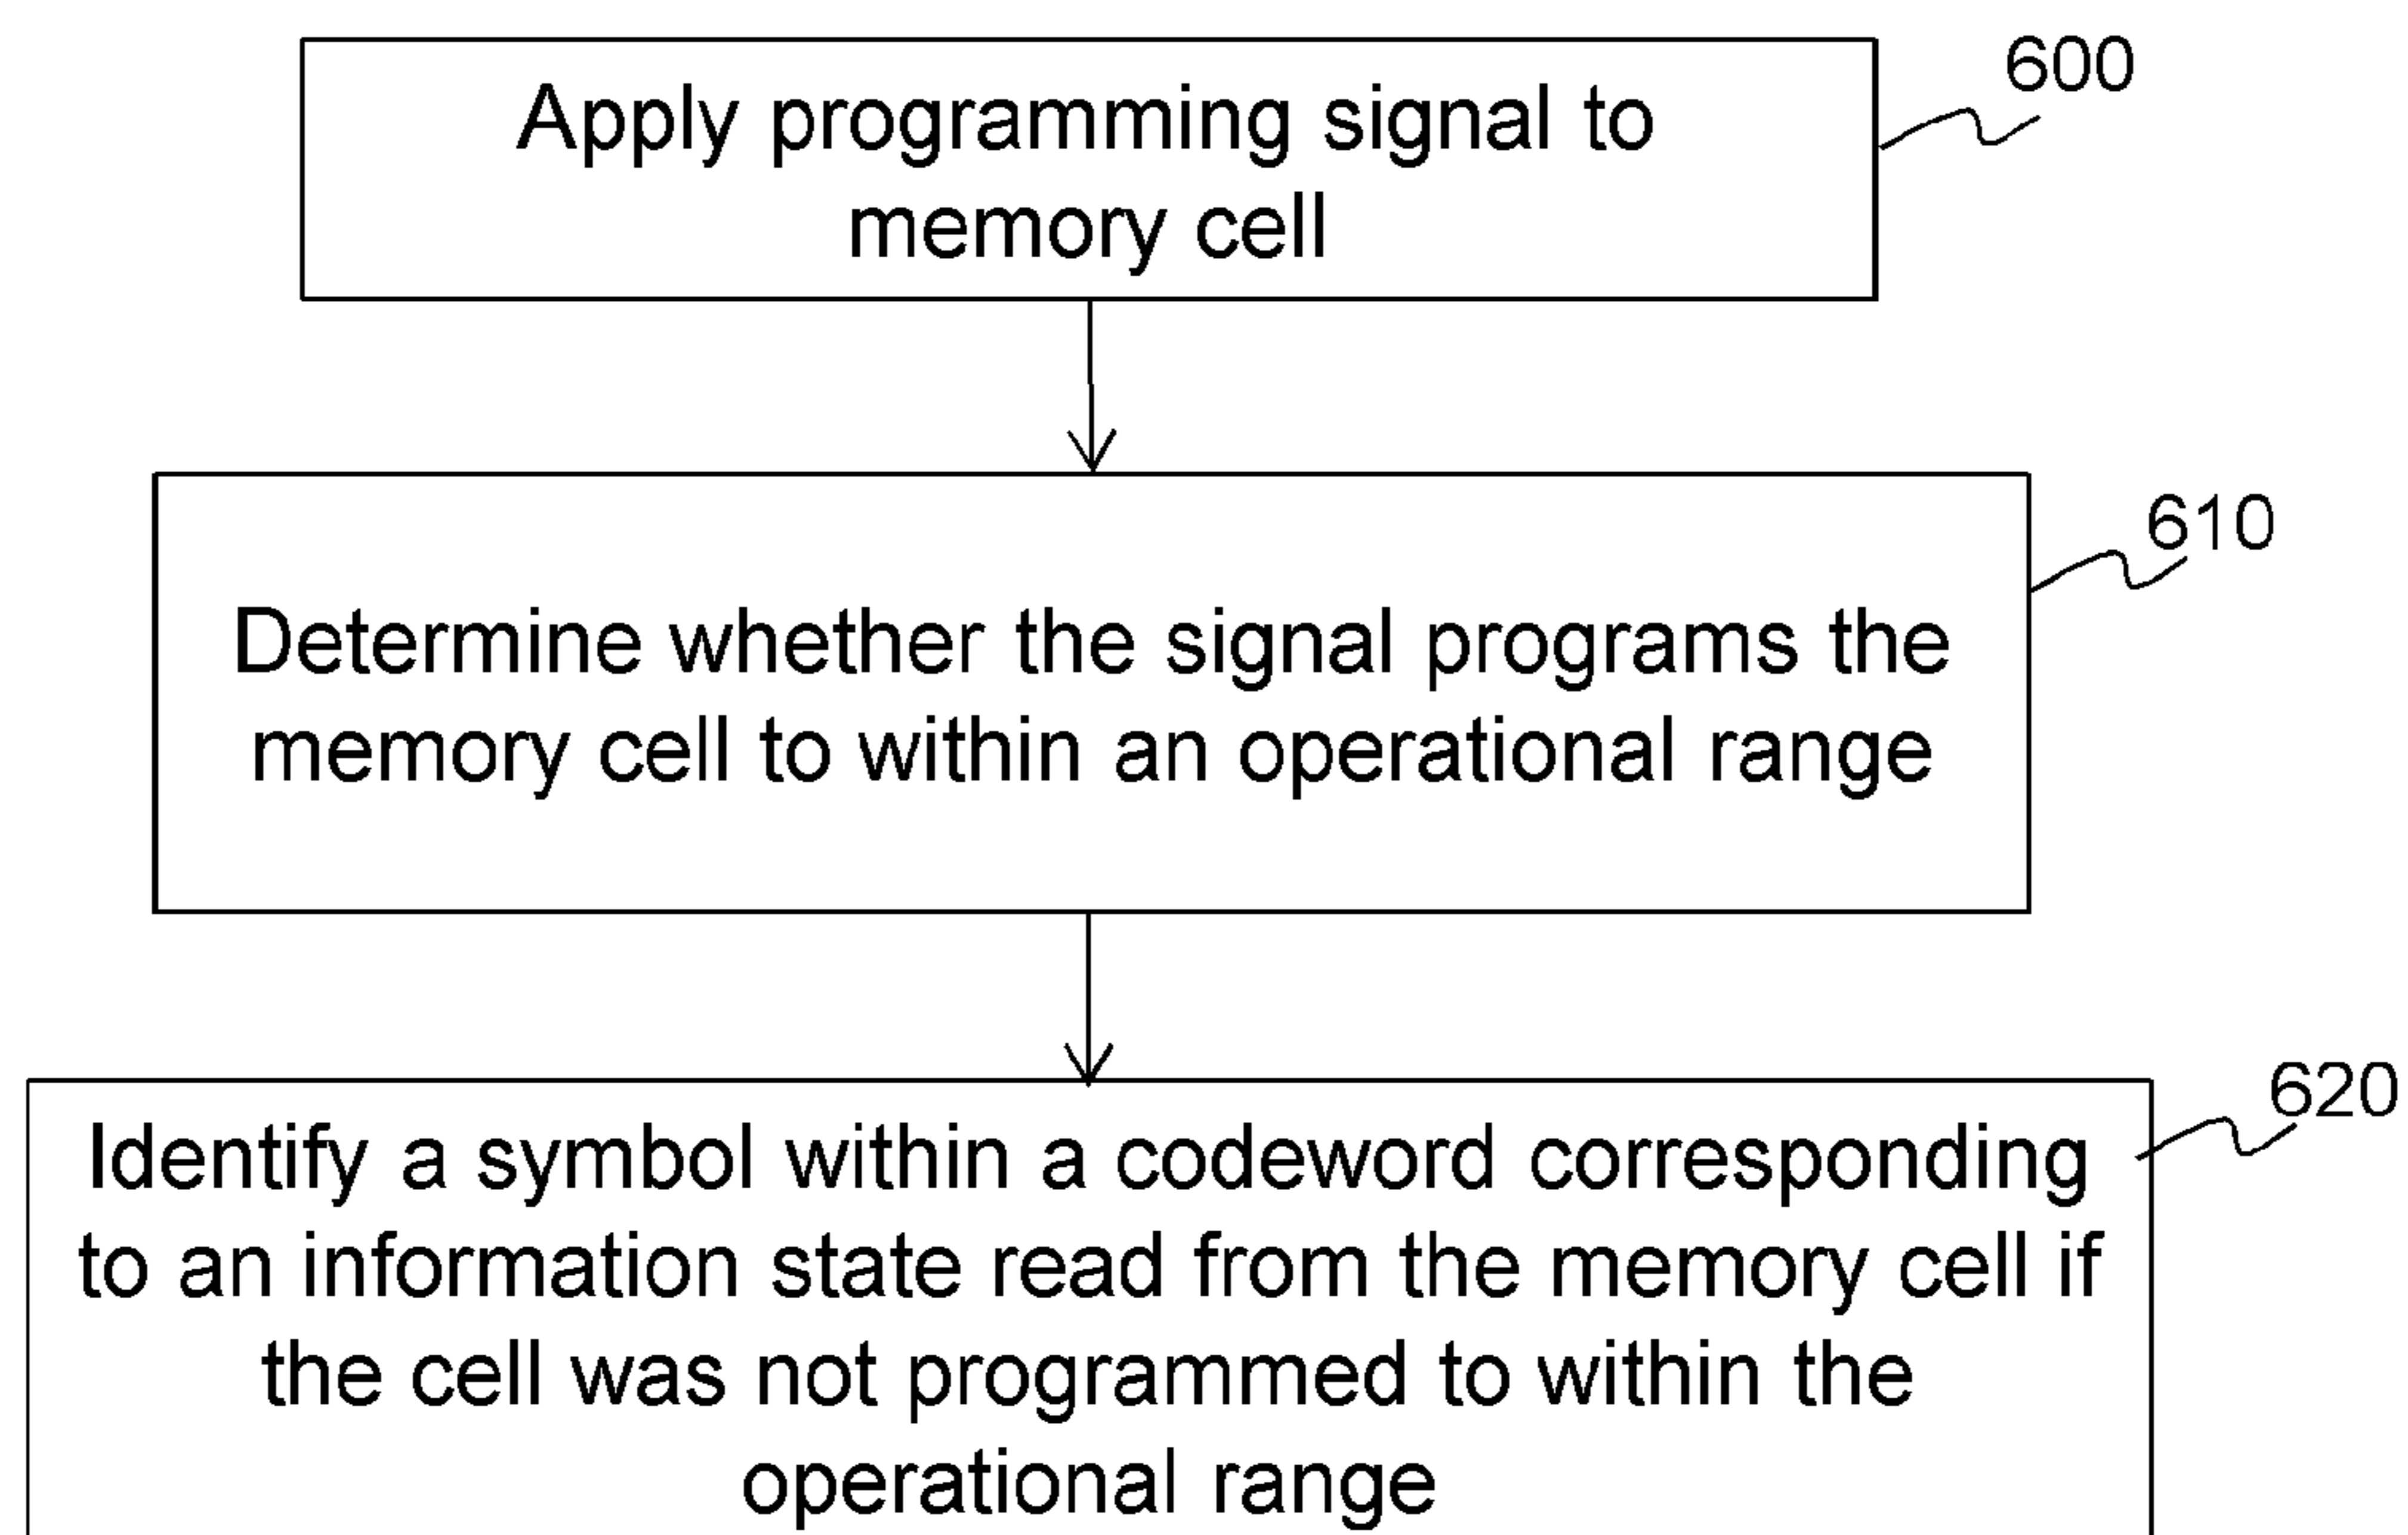 600
Apply programming signal to
memory cell
610
Determine whether the signal programs the
memory cell to within an operational range
620
Identify a symbol within a codeword corresponding
to an information state read from the memory cell if
the cell was not programmed to within the
operational range